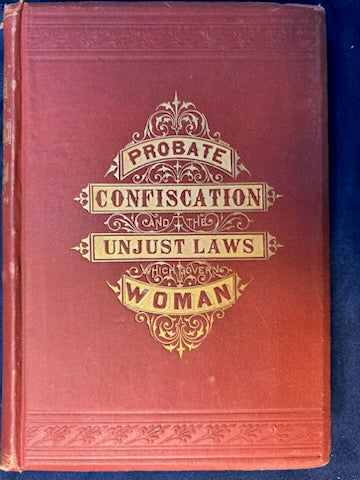 PROBATE
CONFISCATION
AND THE
UNJUST LAWS
WHICH GOVERN
WOMAN